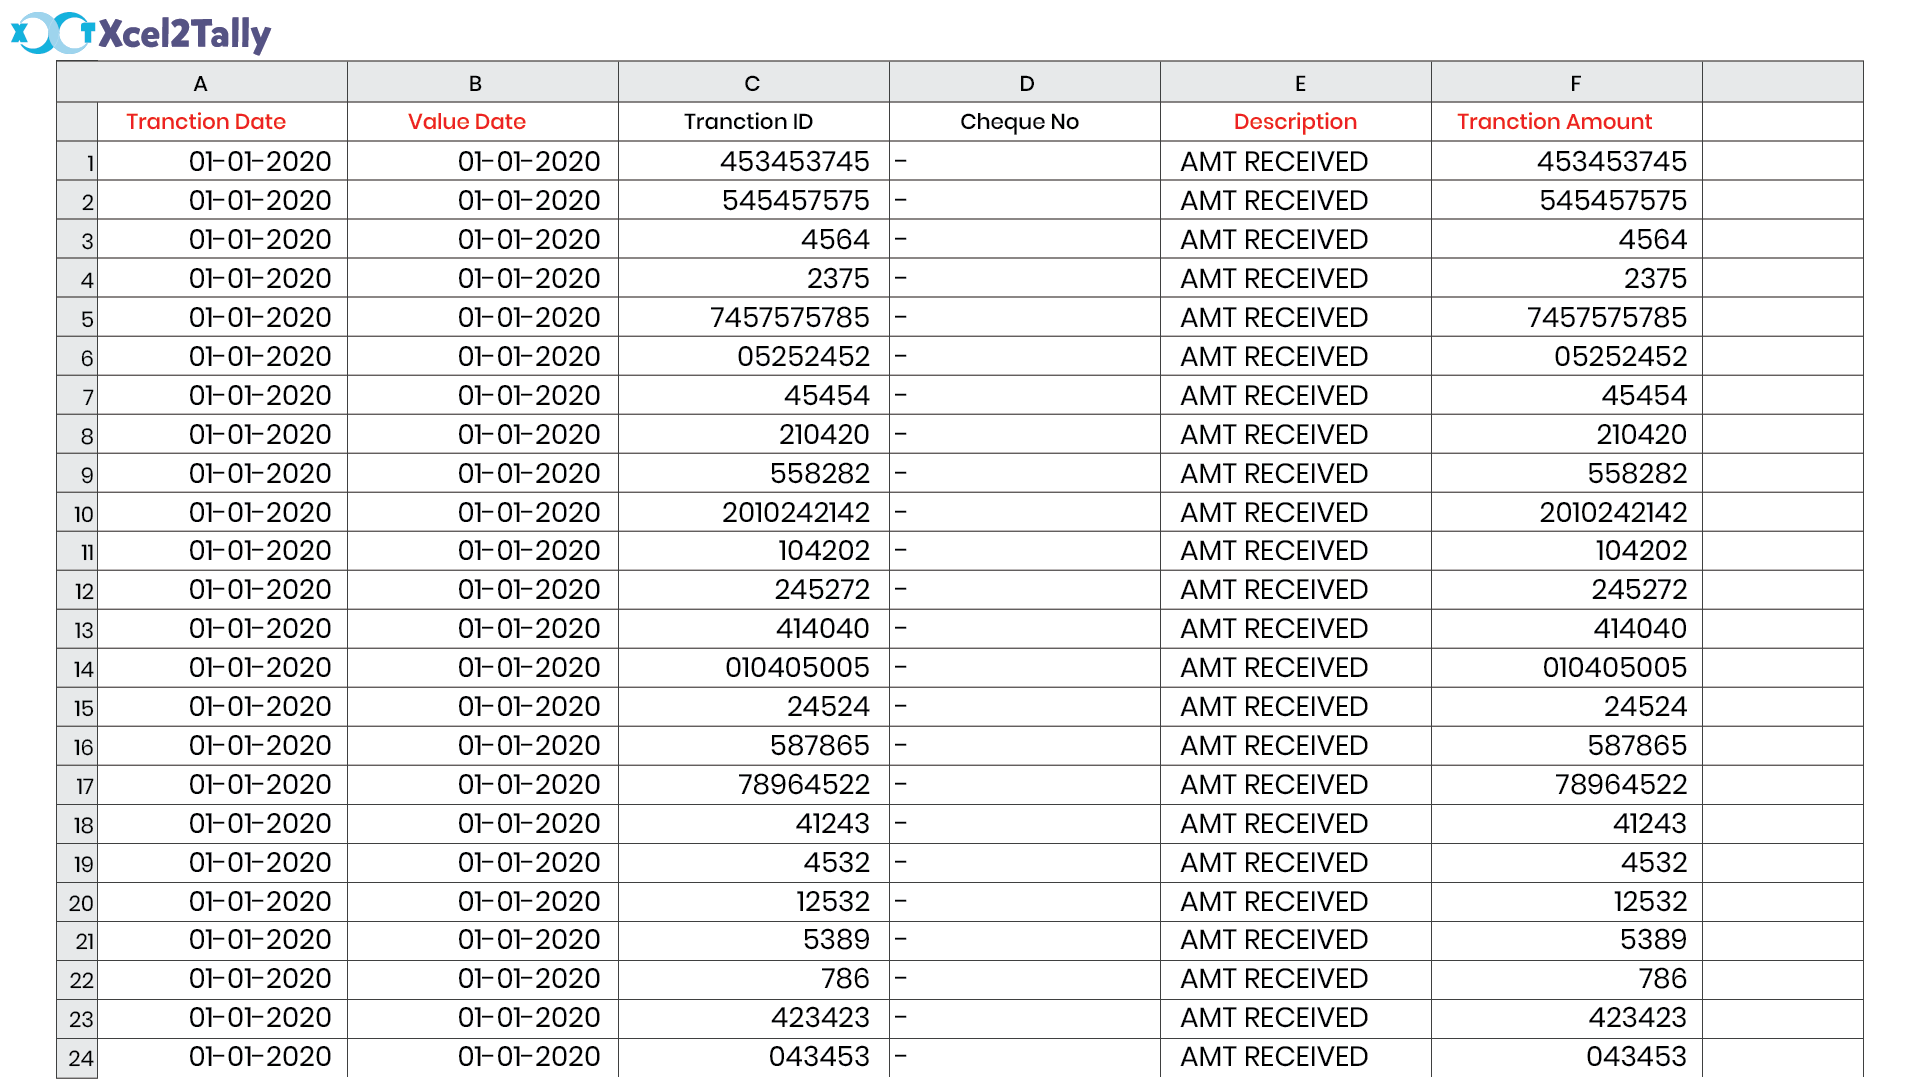 X T Xcel2Tally
A B C D E F
Tranction Date Value Date Tranction ID Cheque No Description Tranction Amount
1 01-01-2020 01-01-2020 453453745 - AMT RECEIVED 453453745
2 01-01-2020 01-01-2020 545457575 - AMT RECEIVED 545457575
3 01-01-2020 01-01-2020 4564 - AMT RECEIVED 4564
4 01-01-2020 01-01-2020 2375 - AMT RECEIVED 2375
5 01-01-2020 01-01-2020 7457575785 - AMT RECEIVED 7457575785
6 01-01-2020 01-01-2020 05252452 - AMT RECEIVED 05252452
7 01-01-2020 01-01-2020 45454 - AMT RECEIVED 45454
8 01-01-2020 01-01-2020 210420 - AMT RECEIVED 210420
9 01-01-2020 01-01-2020 558282 - AMT RECEIVED 558282
10 01-01-2020 01-01-2020 2010242142 - AMT RECEIVED 2010242142
11 01-01-2020 01-01-2020 104202 - AMT RECEIVED 104202
12 01-01-2020 01-01-2020 245272 - AMT RECEIVED 245272
13 01-01-2020 01-01-2020 414040 - AMT RECEIVED 414040
14 01-01-2020 01-01-2020 010405005 - AMT RECEIVED 010405005
15 01-01-2020 01-01-2020 24524 - AMT RECEIVED 24524
16 01-01-2020 01-01-2020 587865 - AMT RECEIVED 587865
17 01-01-2020 01-01-2020 78964522 - AMT RECEIVED 78964522
18 01-01-2020 01-01-2020 41243 - AMT RECEIVED 41243
19 01-01-2020 01-01-2020 4532 - AMT RECEIVED 4532
20 01-01-2020 01-01-2020 12532 - AMT RECEIVED 12532
21 01-01-2020 01-01-2020 5389 - AMT RECEIVED 5389
22 01-01-2020 01-01-2020 786 - AMT RECEIVED 786
23 01-01-2020 01-01-2020 423423 - AMT RECEIVED 423423
24 01-01-2020 01-01-2020 043453 - AMT RECEIVED 043453